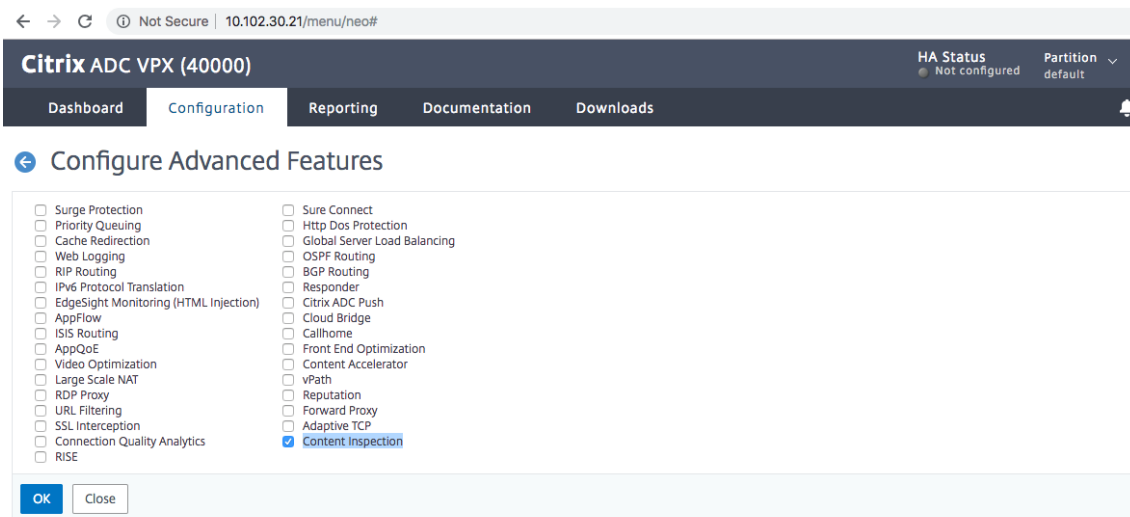 Not Secure 10.102.30.21/menu/neo#
Citrix ADC VPX (40000)
HA Status
Not configured
Partition
default
Dashboard Configuration Reporting Documentation Downloads
Configure Advanced Features
Surge Protection Sure Connect
Priority Queuing Http Dos Protection
Cache Redirection Global Server Load Balancing
Web Logging OSPF Routing
RIP Routing BGP Routing
IPv6 Protocol Translation Responder
EdgeSight Monitoring (HTML Injection) Citrix ADC Push
AppFlow Cloud Bridge
ISIS Routing Callhome
AppQoE Front End Optimization
Video Optimization Content Accelerator
Large Scale NAT vPath
RDP Proxy Reputation
URL Filtering Forward Proxy
SSL Interception Adaptive TCP
Connection Quality Analytics Content Inspection
RISE
OK Close